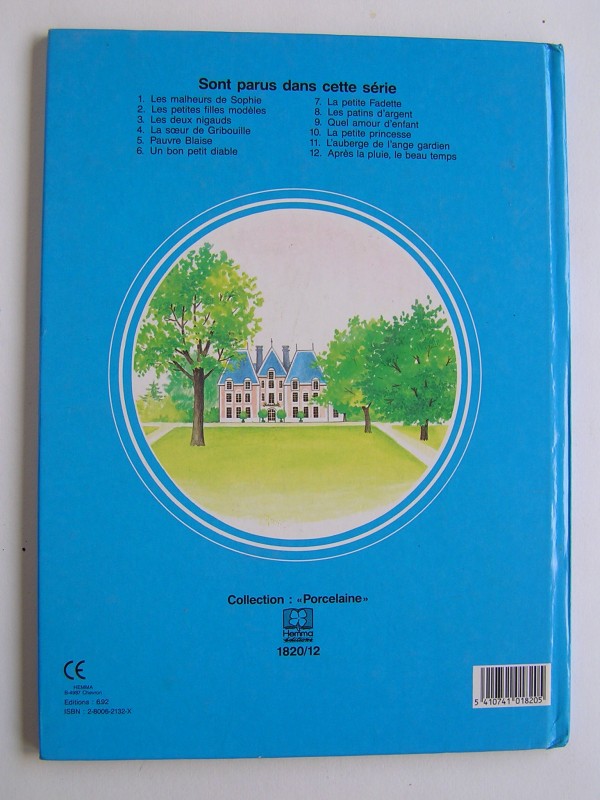 Sont parus dans cette série
1. Les malheurs de Sophie
2. Les petites filles modèles
3. Les deux nigauds
4. La sœur de Gribouille
5. Pauvre Blaise
6. Un bon petit diable
7. La petite Fadette
8. Les patins d'argent
9. Quel amour d'enfant
10. La petite princesse
11. L'auberge de l'ange gardien
12. Après la pluie, le beau temps
Collection : «Porcelaine»
Hemma
1820/12
CE
HEMMA
Editions : 6.92
ISBN : 2-8006-2132-X
5 410741 018205